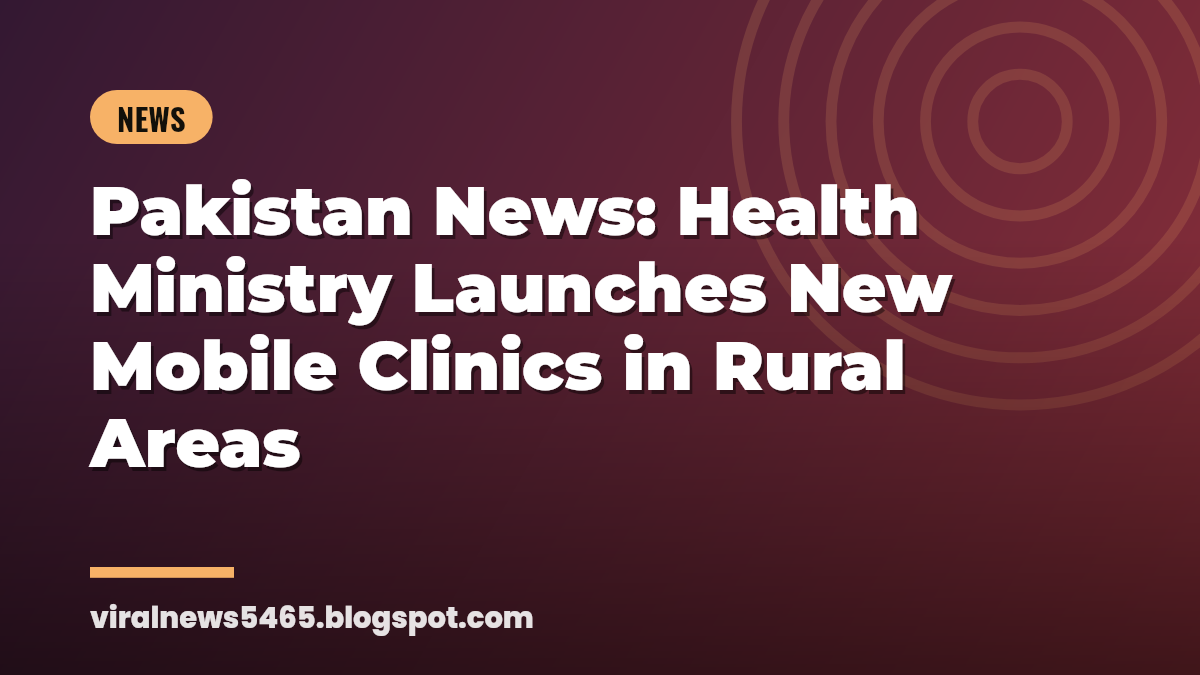 NEWS
Pakistan News: Health
Ministry Launches New
Mobile Clinics in Rural
Areas
viralnews5465.blogspot.com